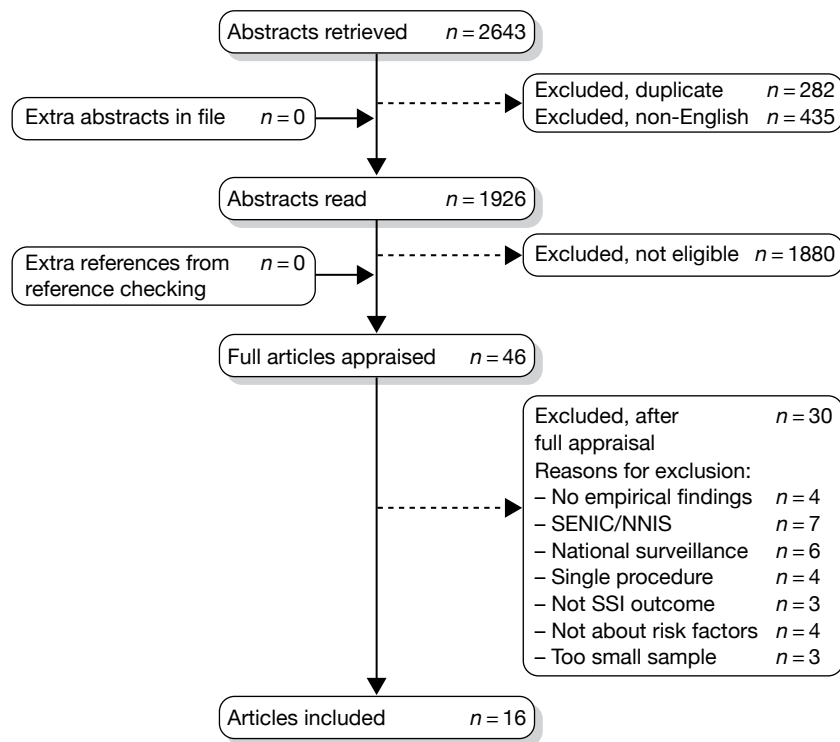 Abstracts retrieved n = 2643
Excluded, duplicate n = 282
Excluded, non-English n = 435
Extra abstracts in file n = 0
Abstracts read n = 1926
Excluded, not eligible n = 1880
Extra references from n = 0
reference checking
Full articles appraised n = 46
Excluded, after n = 30
full appraisal
Reasons for exclusion:
– No empirical findings n = 4
– SENIC/NNIS n = 7
– National surveillance n = 6
– Single procedure n = 4
– Not SSI outcome n = 3
– Not about risk factors n = 4
– Too small sample n = 3
Articles included n = 16